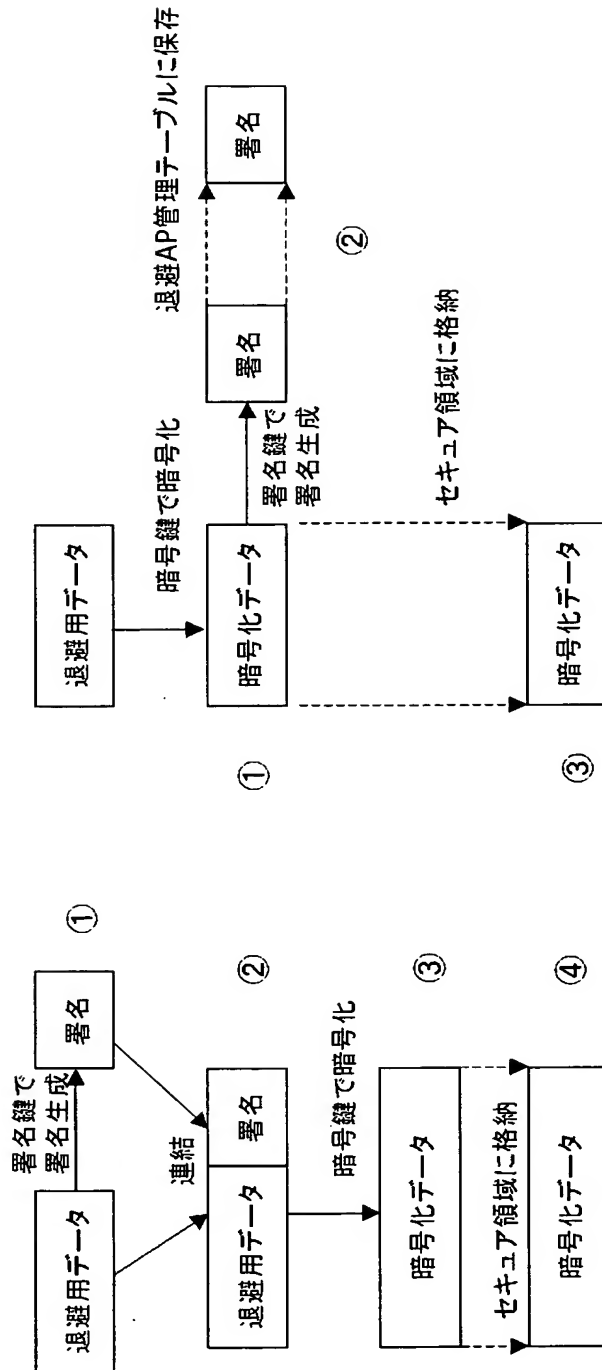 退避用データ
署名鍵で
署名生成
署名
①
連結
退避用データ
署名
②
暗号鍵で暗号化
暗号化データ
③
セキュア領域に格納
暗号化データ
④
退避用データ
暗号鍵で暗号化
暗号化データ
①
署名鍵で
署名生成
署名
署名
退避AP管理テーブルに保存
②
セキュア領域に格納
暗号化データ
③